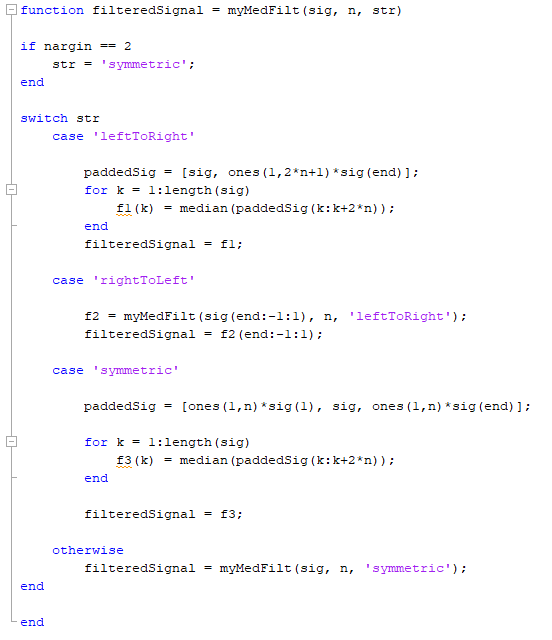 function filteredSignal = myMedFilt(sig, n, str)
if nargin == 2
str = 'symmetric';
end
switch str
case 'leftToRight'
paddedSig = [sig, ones(1,2*n+1)*sig(end)];
for k = 1:length(sig)
f1(k) = median(paddedSig(k:k+2*n));
end
filteredSignal = f1;
case 'rightToLeft'
f2 = myMedFilt(sig(end:-1:1), n, 'leftToRight');
filteredSignal = f2(end:-1:1);
case 'symmetric'
paddedSig = [ones(1,n)*sig(1), sig, ones(1,n)*sig(end)];
for k = 1:length(sig)
f3(k) = median(paddedSig(k:k+2*n));
end
filteredSignal = f3;
otherwise
filteredSignal = myMedFilt(sig, n, 'symmetric');
end
end